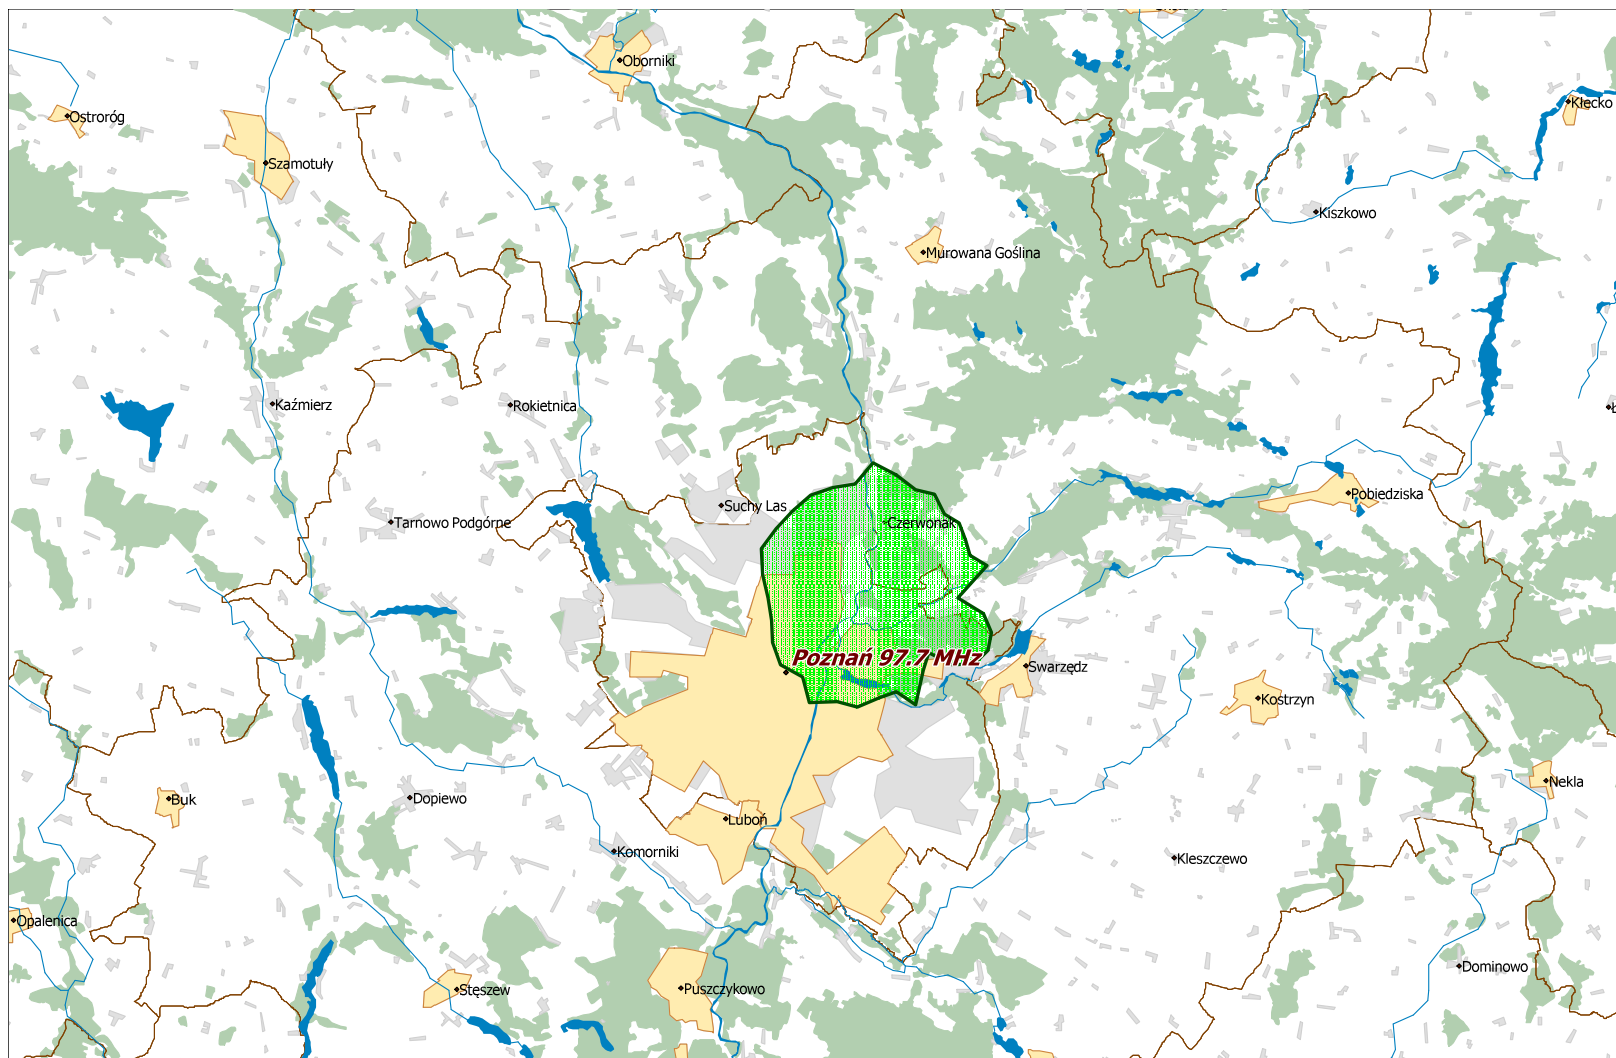 Oborniki
Kłecko
Ostroróg
Szamotuły
Kiszkowo
Murowana Goślina
Kaźmierz
Rokietnica
Pobiedziska
Suchy Las
Tarnowo Podgórne
Czerwonak
Poznań 97.7 MHz
Swarzędz
Kostrzyn
Nekla
Buk
Dopiewo
Luboń
Komorniki
Kleszczewo
Opalenica
Dominowo
Stęszew
Puszczykowo